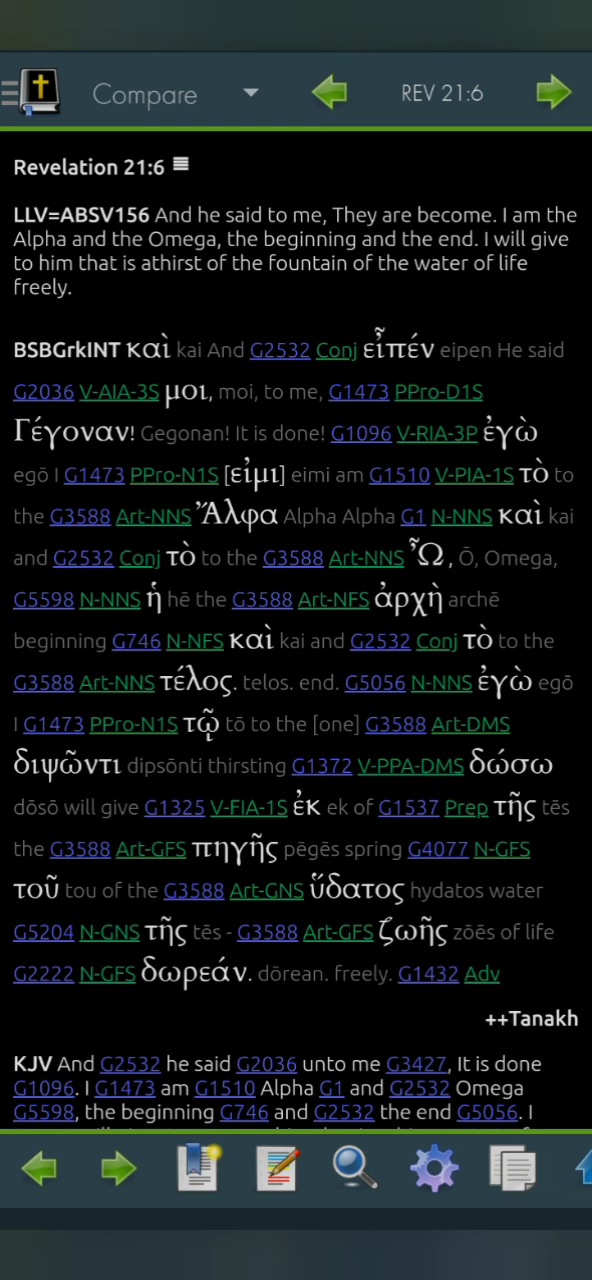 Compare REV 21:6
Revelation 21:6
LLV=ABSV156 And he said to me, They are become. I am the
Alpha and the Omega, the beginning and the end. I will give
to him that is athirst of the fountain of the water of life
freely.
BSBGrkINT καὶ kai And G2532 Conj εἶπέν eipen He said
G2036 V-AIA-3S μοι, moi, to me, G1473 PPro-D1S
Γέγοναν! Gegonan! It is done! G1096 V-RIA-3P ἐγὼ
egō I G1473 PPro-N1S [εἰμι] eimi am G1510 V-PIA-1S τὸ to
the G3588 Art-NNS Ἄλφα Alpha Alpha G1 N-NNS καὶ kai
and G2532 Conj τὸ to the G3588 Art-NNS Ὦ, Ō, Omega,
G5598 N-NNS ἡ hē the G3588 Art-NFS ἀρχὴ archē
beginning G746 N-NFS καὶ kai and G2532 Conj τὸ to the
G3588 Art-NNS τέλος. telos. end. G5056 N-NNS ἐγὼ egō
I G1473 PPro-N1S τῷ tō to the [one] G3588 Art-DMS
διψῶντι dipsōnti thirsting G1372 V-PPA-DMS δώσω
dōsō will give G1325 V-FIA-1S ἐκ ek of G1537 Prep τῆς tēs
the G3588 Art-GFS πηγῆς pēgēs spring G4077 N-GFS
τοῦ tou of the G3588 Art-GNS ὕδατος hydatos water
G5204 N-GNS τῆς tēs - G3588 Art-GFS ζωῆς zōēs of life
G2222 N-GFS δωρεάν. dōrean. freely. G1432 Adv
++Tanakh
KJV And G2532 he said G2036 unto me G3427, It is done
G1096. I G1473 am G1510 Alpha G1 and G2532 Omega
G5598, the beginning G746 and G2532 the end G5056. I